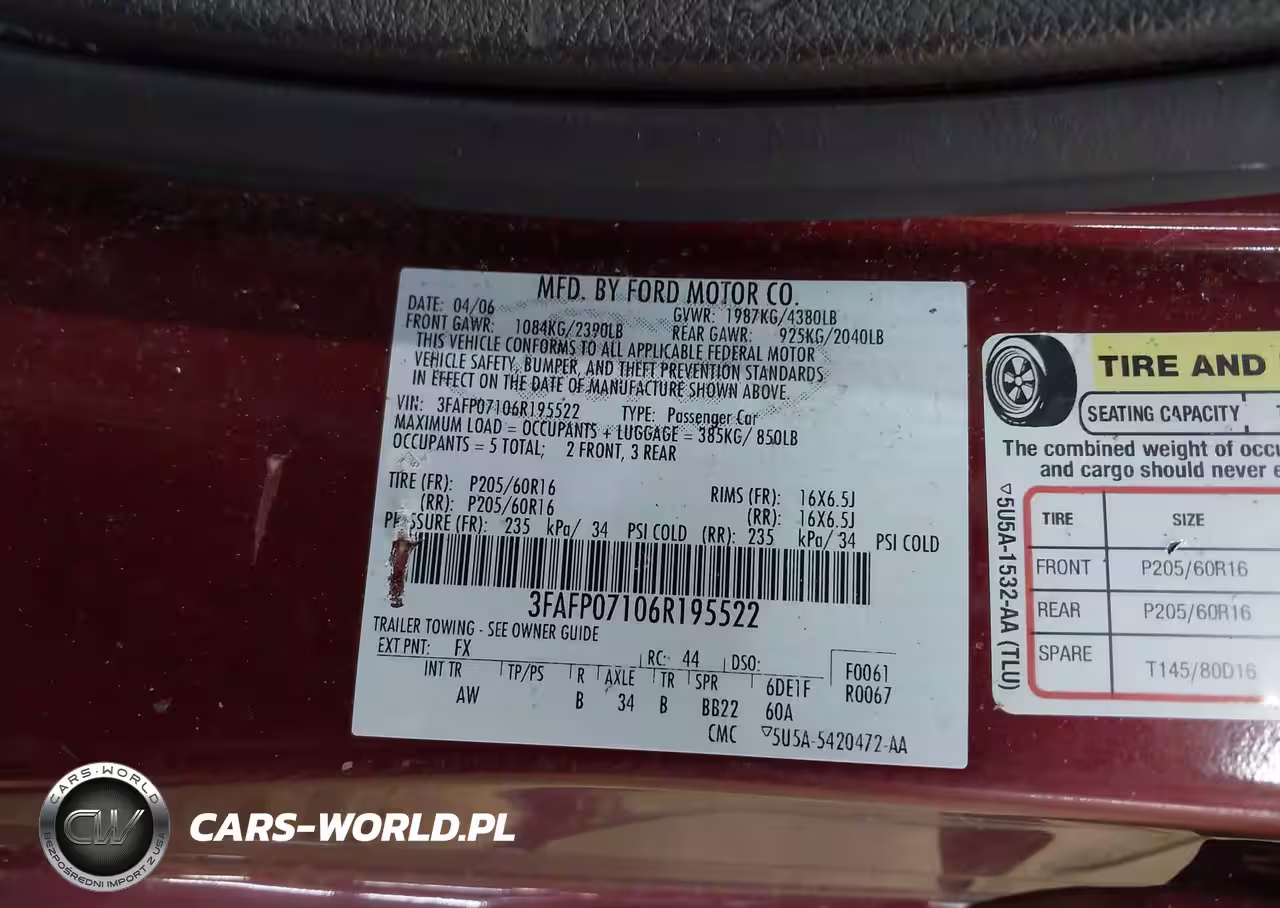 MFD. BY FORD MOTOR CO.
DATE: 04/06
GVWR: 1987KG/4380LB
FRONT GAWR: 1084KG/2390LB
REAR GAWR: 925KG/2040LB
THIS VEHICLE CONFORMS TO ALL APPLICABLE FEDERAL MOTOR
VEHICLE SAFETY, BUMPER, AND THEFT PREVENTION STANDARDS
IN EFFECT ON THE DATE OF MANUFACTURE SHOWN ABOVE.
VIN: 3FAFP07106R195522 TYPE: Passenger Car
MAXIMUM LOAD = OCCUPANTS + LUGGAGE = 385KG/ 850LB
OCCUPANTS = 5 TOTAL; 2 FRONT, 3 REAR
TIRE (FR): P205/60R16 RIMS (FR): 16X6.5J
(RR): P205/60R16 (RR): 16X6.5J
PRESSURE (FR): 235 kPa/ 34 PSI COLD (RR): 235 kPa/ 34 PSI COLD
3FAFP07106R195522
TRAILER TOWING - SEE OWNER GUIDE
EXT PNT: FX RC: 44 DSO:
INT TR TP/PS R AXLE TR SPR 6DE1F
AW B 34 B BB22 60A
F0061
R0067
CMC ▽5U5A-5420472-AA
TIRE AND
SEATING CAPACITY
The combined weight of occu
and cargo should never e
▽5U5A-1532-AA (TLU)
TIRE SIZE
FRONT P205/60R16
REAR P205/60R16
SPARE T145/80D16
CARS-WORLD
CW
BEZPOŚREDNI IMPORT Z USA
CARS-WORLD.PL